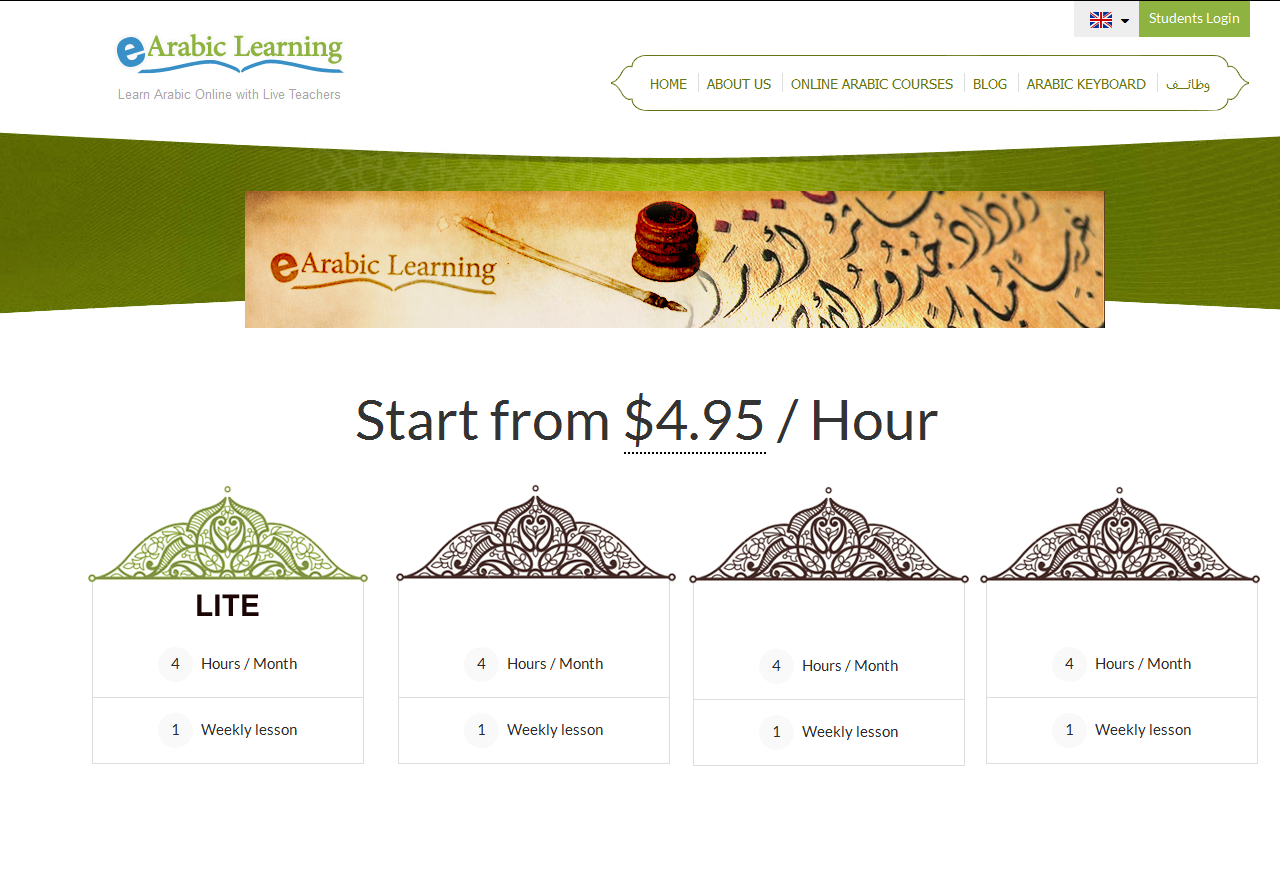 Students Login
eArabic Learning
Learn Arabic Online with Live Teachers
HOME ABOUT US ONLINE ARABIC COURSES BLOG ARABIC KEYBOARD وظائف
eArabic Learning
Start from $4.95 / Hour
LITE
4 Hours / Month
1 Weekly lesson
4 Hours / Month
1 Weekly lesson
4 Hours / Month
1 Weekly lesson
4 Hours / Month
1 Weekly lesson